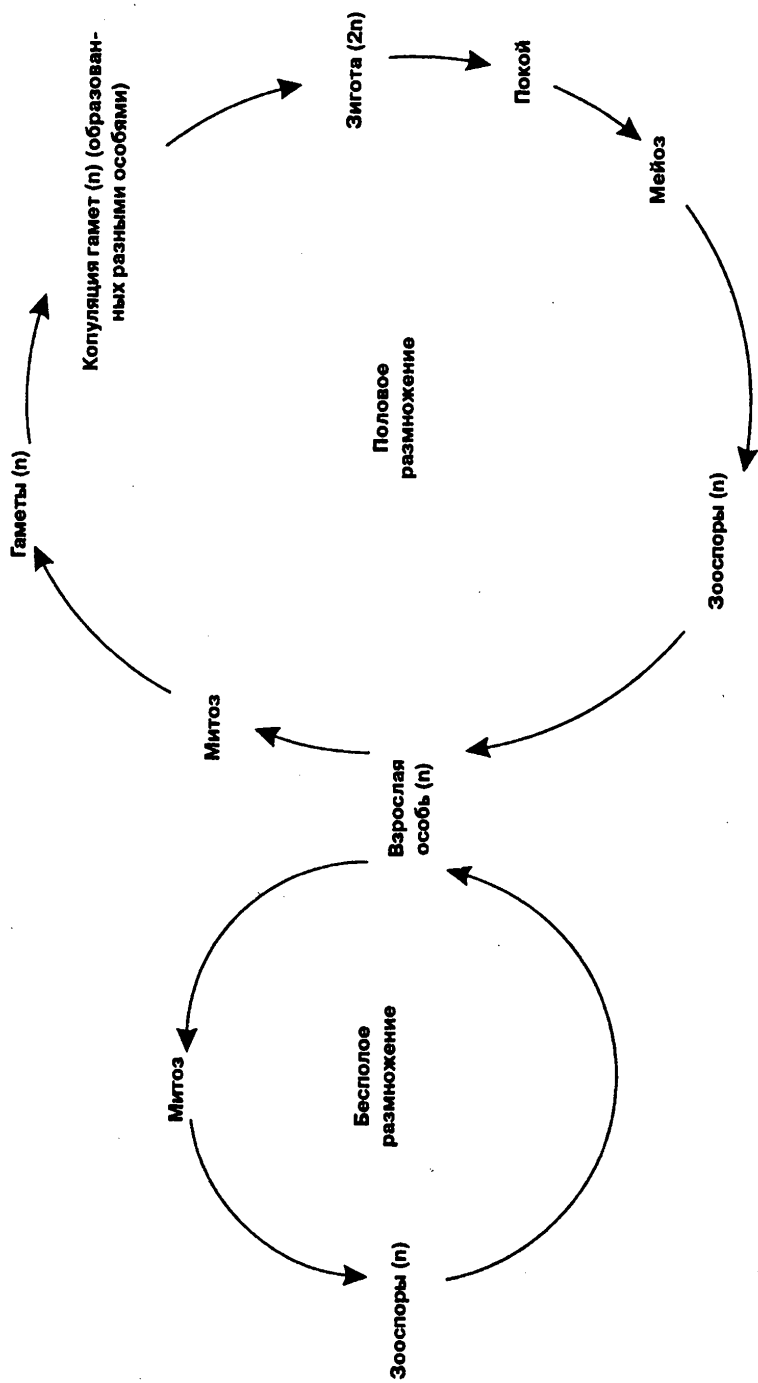 Гаметы (n)
Копуляция гамет (n) (образован-
ных разными особями)
Зигота (2n)
Покой
Мейоз
Зооспоры (n)
Половое
размножение
Митоз
Взрослая
особь (n)
Митоз
Бесполое
размножение
Зооспоры (n)